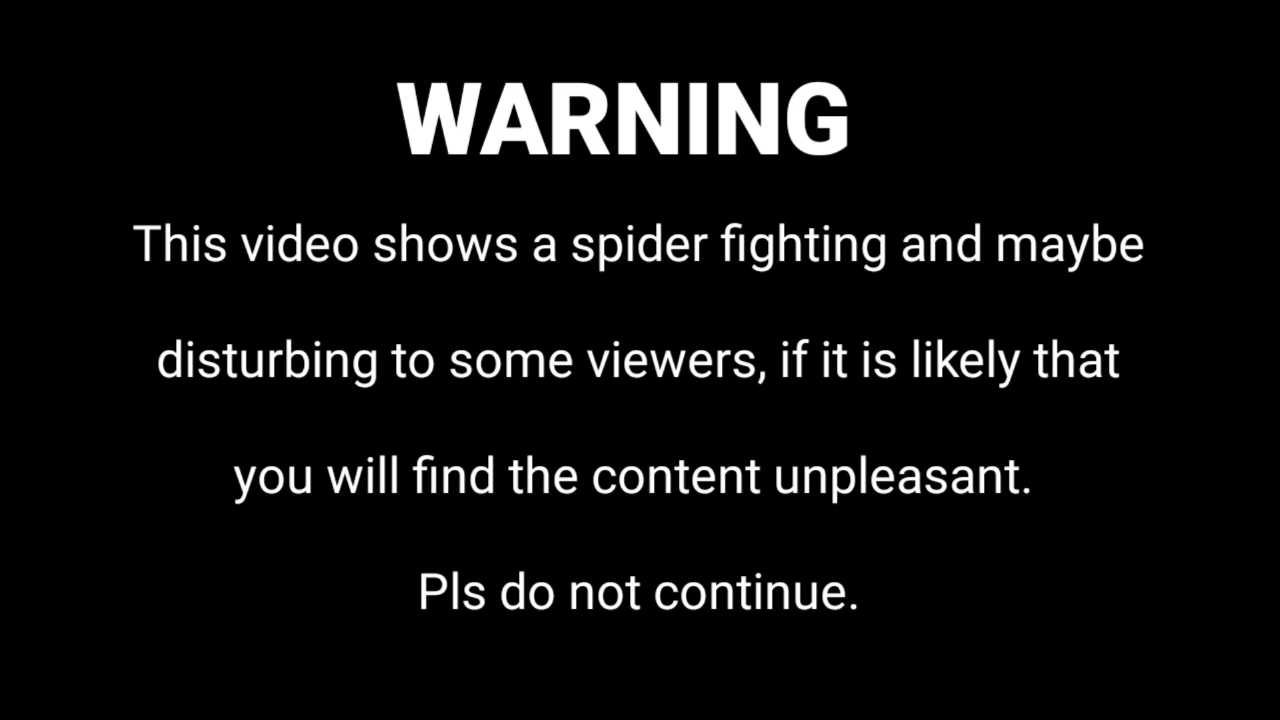 WARNING
This video shows a spider fighting and maybe
disturbing to some viewers, if it is likely that
you will find the content unpleasant.
Pls do not continue.